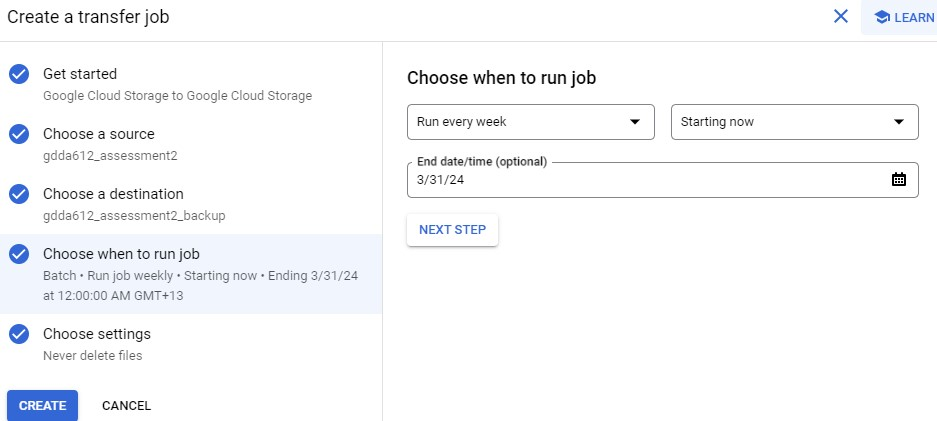 Create a transfer job
LEARN
Get started
Google Cloud Storage to Google Cloud Storage
Choose a source
gdda612_assessment2
Choose a destination
gdda612_assessment2_backup
Choose when to run job
Batch • Run job weekly • Starting now • Ending 3/31/24
at 12:00:00 AM GMT+13
Choose settings
Never delete files
CREATE CANCEL
Choose when to run job
Run every week
Starting now
End date/time (optional)
3/31/24
NEXT STEP